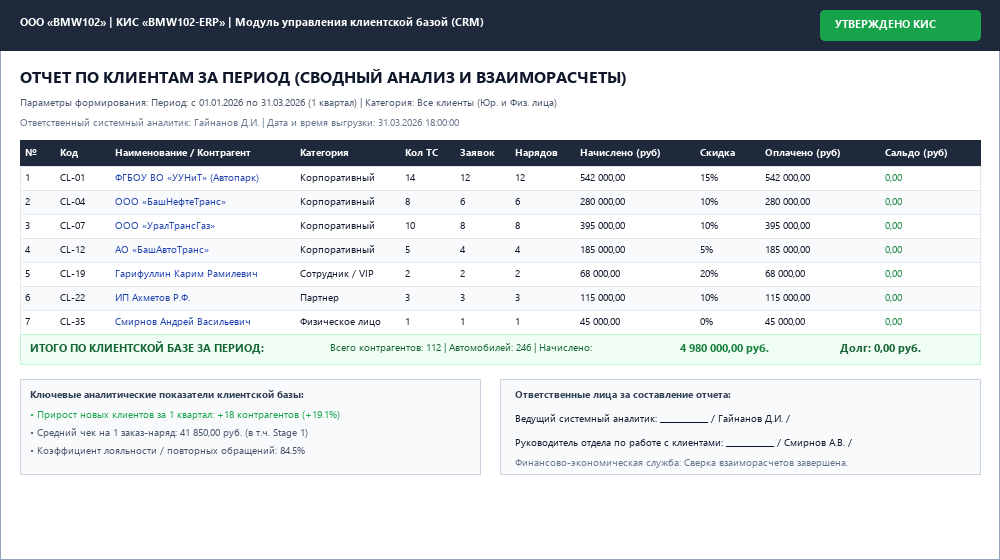 ООО «BMW102» | КИС «BMW102-ERP» | Модуль управления клиентской базой (CRM)
УТВЕРЖДЕНО КИС
ОТЧЕТ ПО КЛИЕНТАМ ЗА ПЕРИОД (СВОДНЫЙ АНАЛИЗ И ВЗАИМОРАСЧЕТЫ)
Параметры формирования: Период: с 01.01.2026 по 31.03.2026 (1 квартал) | Категория: Все клиенты (Юр. и Физ. лица)
Ответственный системный аналитик: Гайнанов Д.И. | Дата и время выгрузки: 31.03.2026 18:00:00
№ Код Наименование / Контрагент Категория Кол ТС Заявок Нарядов Начислено (руб) Скидка Оплачено (руб) Сальдо (руб)
1 CL-01 ФГБОУ ВО «УУНиТ» (Автопарк) Корпоративный 14 12 12 542 000,00 15% 542 000,00 0,00
2 CL-04 ООО «БашНефтеТранс» Корпоративный 8 6 6 280 000,00 10% 280 000,00 0,00
3 CL-07 ООО «УралТрансГаз» Корпоративный 10 8 8 395 000,00 10% 395 000,00 0,00
4 CL-12 АО «БашАвтоТранс» Корпоративный 5 4 4 185 000,00 5% 185 000,00 0,00
5 CL-19 Гарифуллин Карим Рамилевич Сотрудник / VIP 2 2 2 68 000,00 20% 68 000,00 0,00
6 CL-22 ИП Ахметов Р.Ф. Партнер 3 3 3 115 000,00 10% 115 000,00 0,00
7 CL-35 Смирнов Андрей Васильевич Физическое лицо 1 1 1 45 000,00 0% 45 000,00 0,00
ИТОГО ПО КЛИЕНТСКОЙ БАЗЕ ЗА ПЕРИОД: Всего контрагентов: 112 | Автомобилей: 246 | Начислено: 4 980 000,00 руб. Долг: 0,00 руб.
Ключевые аналитические показатели клиентской базы:
• Прирост новых клиентов за 1 квартал: +18 контрагентов (+19.1%)
• Средний чек на 1 заказ-наряд: 41 850,00 руб. (в т.ч. Stage 1)
• Коэффициент лояльности / повторных обращений: 84.5%
Ответственные лица за составление отчета:
Ведущий системный аналитик: __________ / Гайнанов Д.И. /
Руководитель отдела по работе с клиентами: __________ / Смирнов А.В. /
Финансово-экономическая служба: Сверка взаиморасчетов завершена.